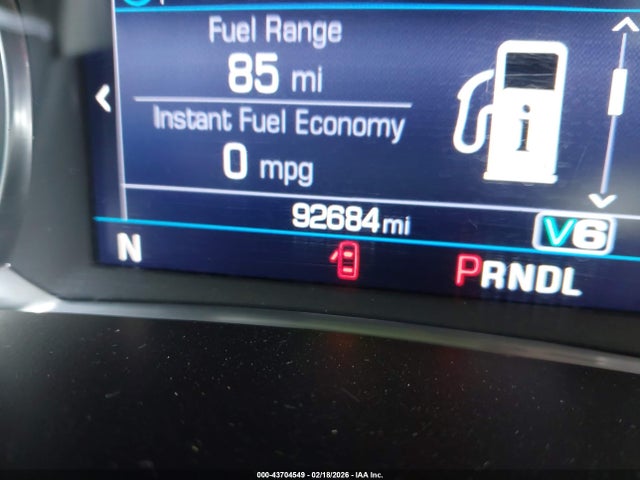 Fuel Range
85 mi
Instant Fuel Economy
0 mpg
i
92684 mi
V6
N
PRNDL
000-43704549 - 02/18/2026 - IAA Inc.